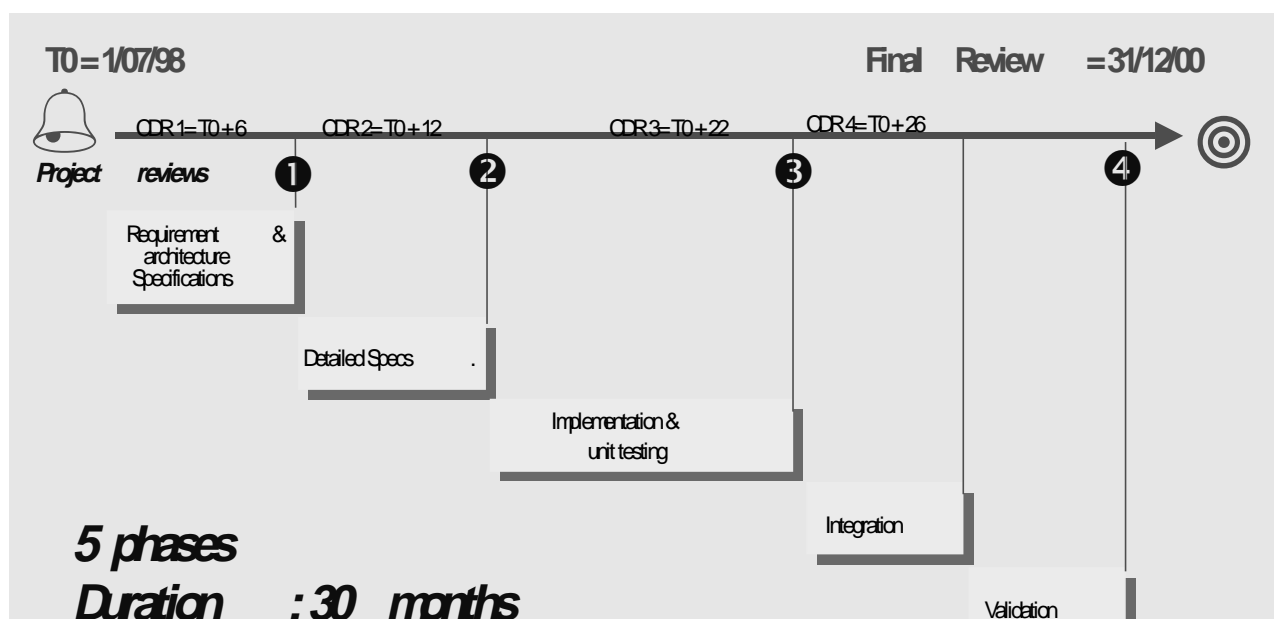 T0 = 1/07/98 Final Review = 31/12/00
CDR 1= T0 + 6 CDR 2= T0 + 12 CDR 3= T0 + 22 CDR 4= T0 + 26
Project reviews ❶ ❷ ❸ ❹
Requirement &
architecture
Specifications
Detailed Specs .
Implementation &
unit testing
Integration
5 phases
Duration : 30 months
Validation